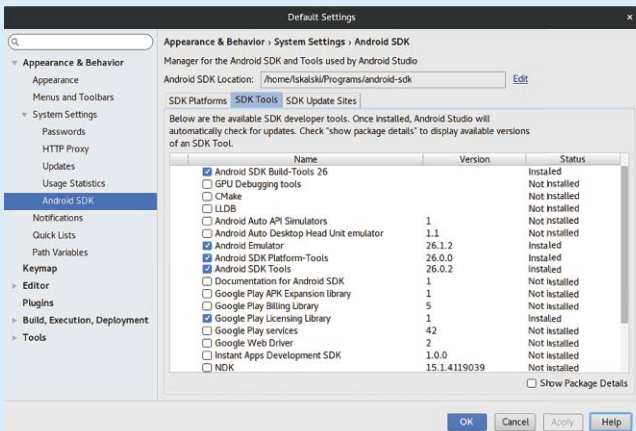 Default Settings
×
Appearance & Behavior › System Settings › Android SDK
Appearance & Behavior
Appearance
Menus and Toolbars
System Settings
Passwords
HTTP Proxy
Updates
Usage Statistics
Android SDK
Notifications
Quick Lists
Path Variables
Keymap
Editor
Plugins
Build, Execution, Deployment
Tools
Manager for the Android SDK and Tools used by Android Studio
Android SDK Location: /home/lskalski/Programs/android-sdk Edit
SDK Platforms SDK Tools SDK Update Sites
Below are the available SDK developer tools. Once installed, Android Studio will
automatically check for updates. Check "show package details" to display available versions
of an SDK Tool.
Name Version Status
Android SDK Build-Tools 26 Installed
GPU Debugging tools Not installed
CMake Not installed
LLDB Not installed
Android Auto API Simulators 1 Not installed
Android Auto Desktop Head Unit emulator 1.1 Not installed
Android Emulator 26.1.2 Installed
Android SDK Platform-Tools 26.0.0 Installed
Android SDK Tools 26.0.2 Installed
Documentation for Android SDK 1 Not installed
Google Play APK Expansion library 1 Not installed
Google Play Billing Library 5 Not installed
Google Play Licensing Library 1 Installed
Google Play services 42 Not installed
Google Web Driver 2 Not installed
Instant Apps Development SDK 1.0.0 Not installed
NDK 15.1.4119039 Not installed
Show Package Details
OK Cancel Apply Help